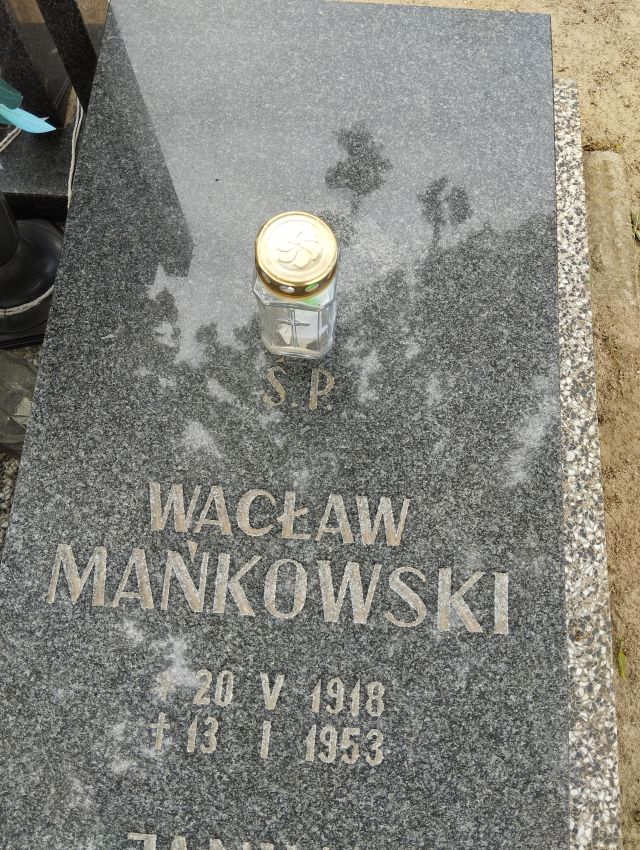 Ś.P.
WACŁAW
MAŃKOWSKI
* 20 V 1918
† 13 I 1953